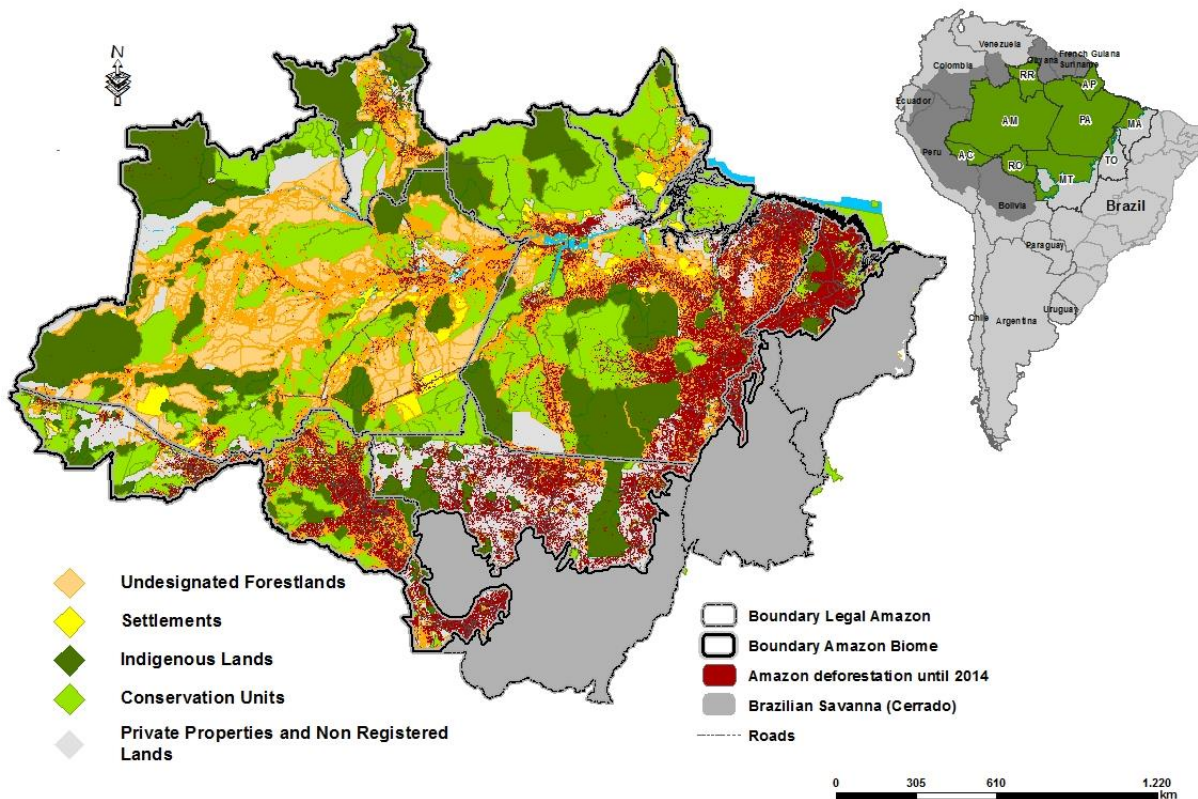 N
Venezuela
Guyana
French Guiana
Suriname
Colombia
RR
AP
Ecuador
AM
PA
MA
Peru
AC
RO
TO
MT
Bolivia
Brazil
Paraguay
Chile
Argentina
Uruguay
Undesignated Forestlands
Settlements
Indigenous Lands
Conservation Units
Private Properties and Non Registered
Lands
Boundary Legal Amazon
Boundary Amazon Biome
Amazon deforestation until 2014
Brazilian Savanna (Cerrado)
Roads
0 305 610 1.220
km